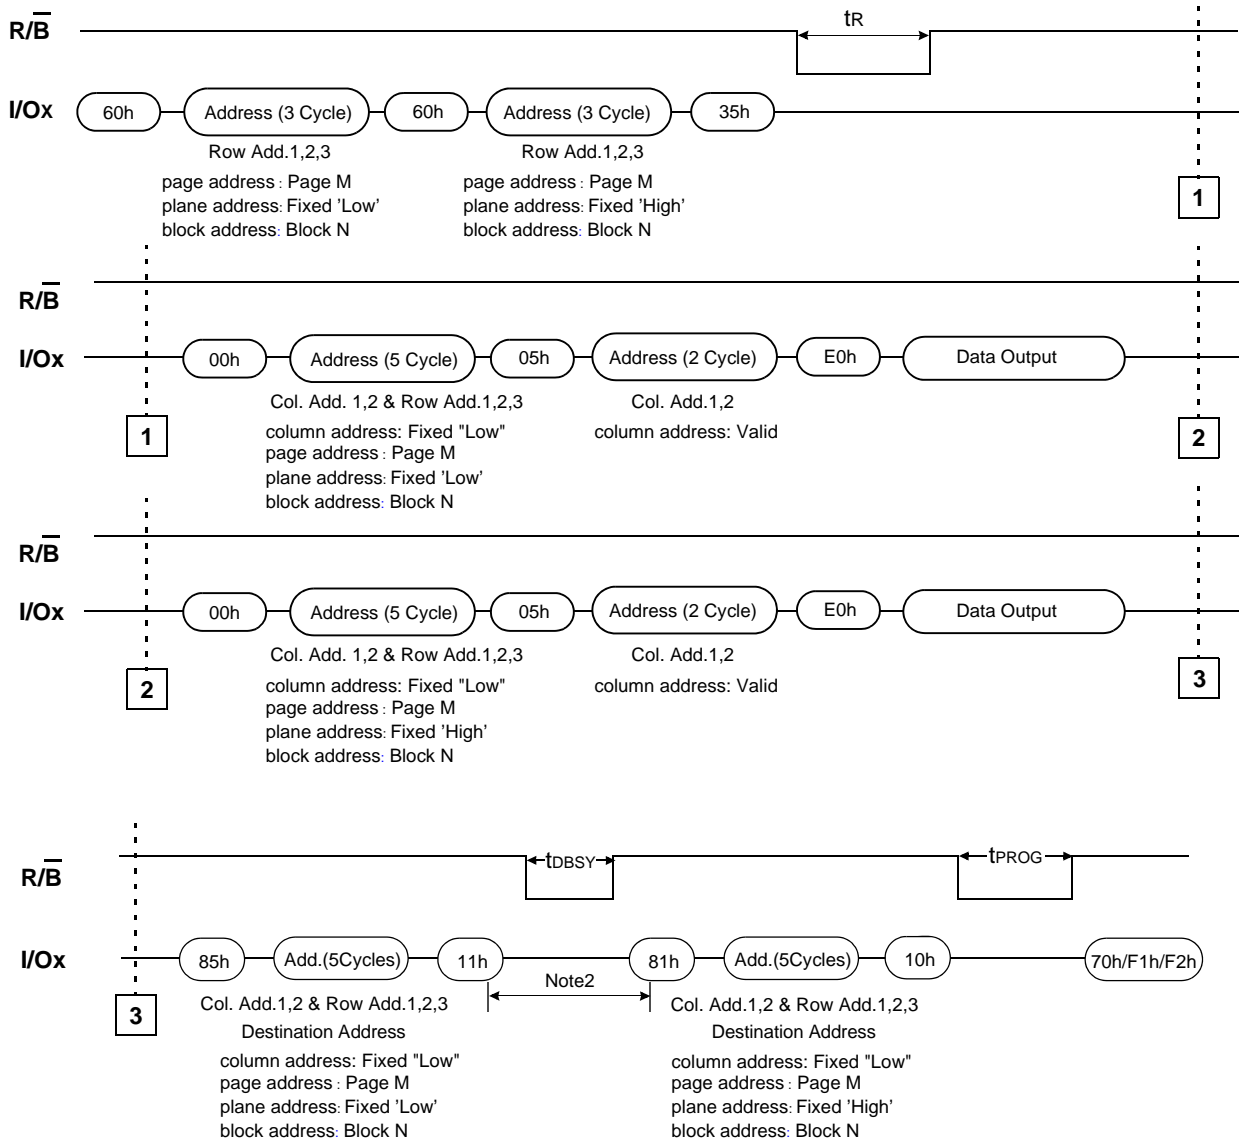 tR
R/B̅
I/Ox 60h Address (3 Cycle) 60h Address (3 Cycle) 35h
Row Add.1,2,3 Row Add.1,2,3
page address : Page M page address : Page M
plane address: Fixed 'Low' plane address: Fixed 'High'
block address: Block N block address: Block N
1
R/B̅
I/Ox 00h Address (5 Cycle) 05h Address (2 Cycle) E0h Data Output
Col. Add. 1,2 & Row Add.1,2,3 Col. Add.1,2
column address: Fixed "Low" column address: Valid
page address : Page M
plane address: Fixed 'Low'
block address: Block N
1 2
R/B̅
I/Ox 00h Address (5 Cycle) 05h Address (2 Cycle) E0h Data Output
Col. Add. 1,2 & Row Add.1,2,3 Col. Add.1,2
column address: Fixed "Low" column address: Valid
page address : Page M
plane address: Fixed 'High'
block address: Block N
2 3
tDBSY tPROG
R/B̅
I/Ox 85h Add.(5Cycles) 11h 81h Add.(5Cycles) 10h 70h/F1h/F2h
Note2
3
Col. Add.1,2 & Row Add.1,2,3 Col. Add.1,2 & Row Add.1,2,3
Destination Address Destination Address
column address: Fixed "Low" column address: Fixed "Low"
page address : Page M page address : Page M
plane address: Fixed 'Low' plane address: Fixed 'High'
block address: Block N block address: Block N